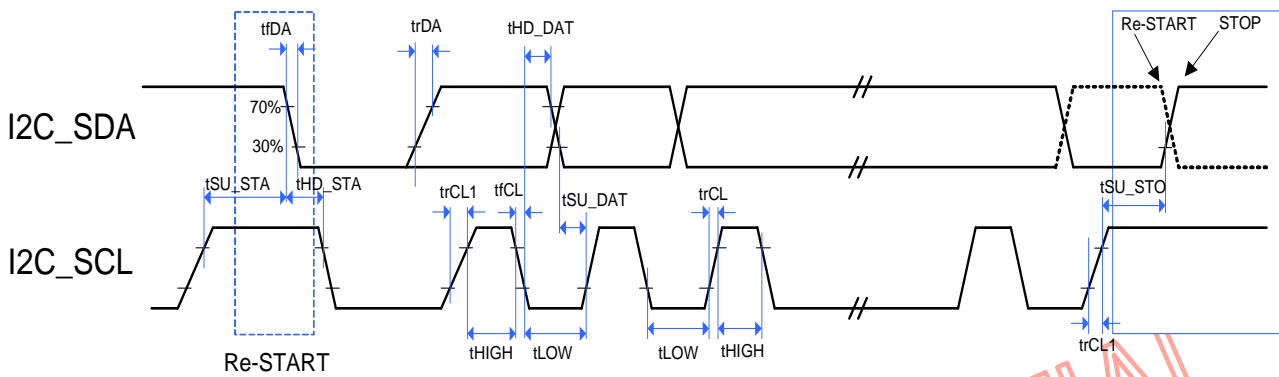 Re-START STOP
tfDA trDA tHD_DAT
I2C_SDA
70%
30%
tSU_STA tHD_STA trCL1 tfCL tSU_DAT trCL tSU_STO
I2C_SCL
tHIGH tLOW tLOW tHIGH trCL1
Re-START